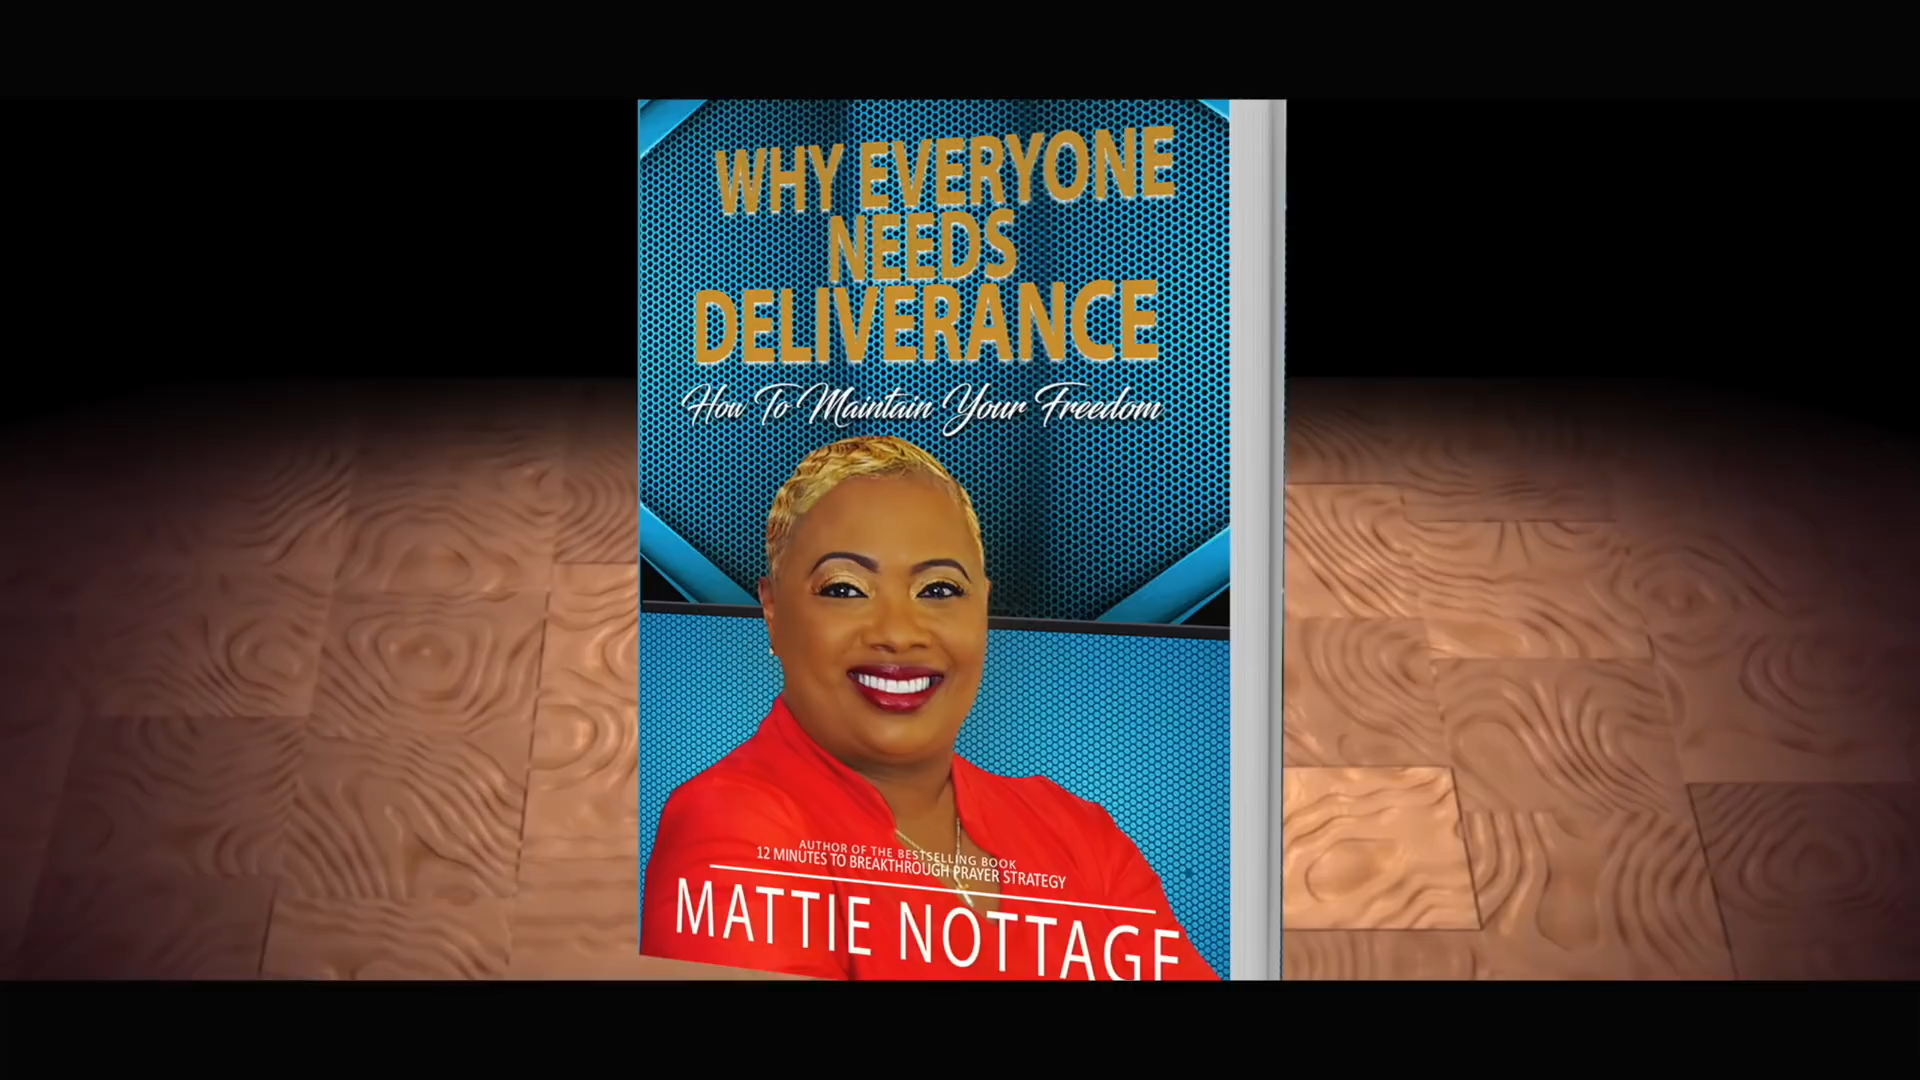 WHY EVERYONE
NEEDS
DELIVERANCE
How To Maintain Your Freedom
AUTHOR OF THE BESTSELLING BOOK
12 MINUTES TO BREAKTHROUGH PRAYER STRATEGY
MATTIE NOTTAGE